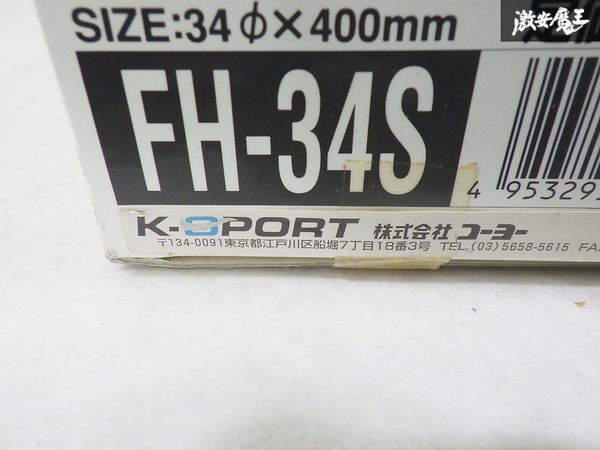 激安魔王
SIZE:34φ×400mm
FH-34S
4 95329
K-SPORT 株式会社 コーヨー
〒134-0091東京都江戸川区船堀7丁目18番3号 TEL.(03)5658-5615 FA